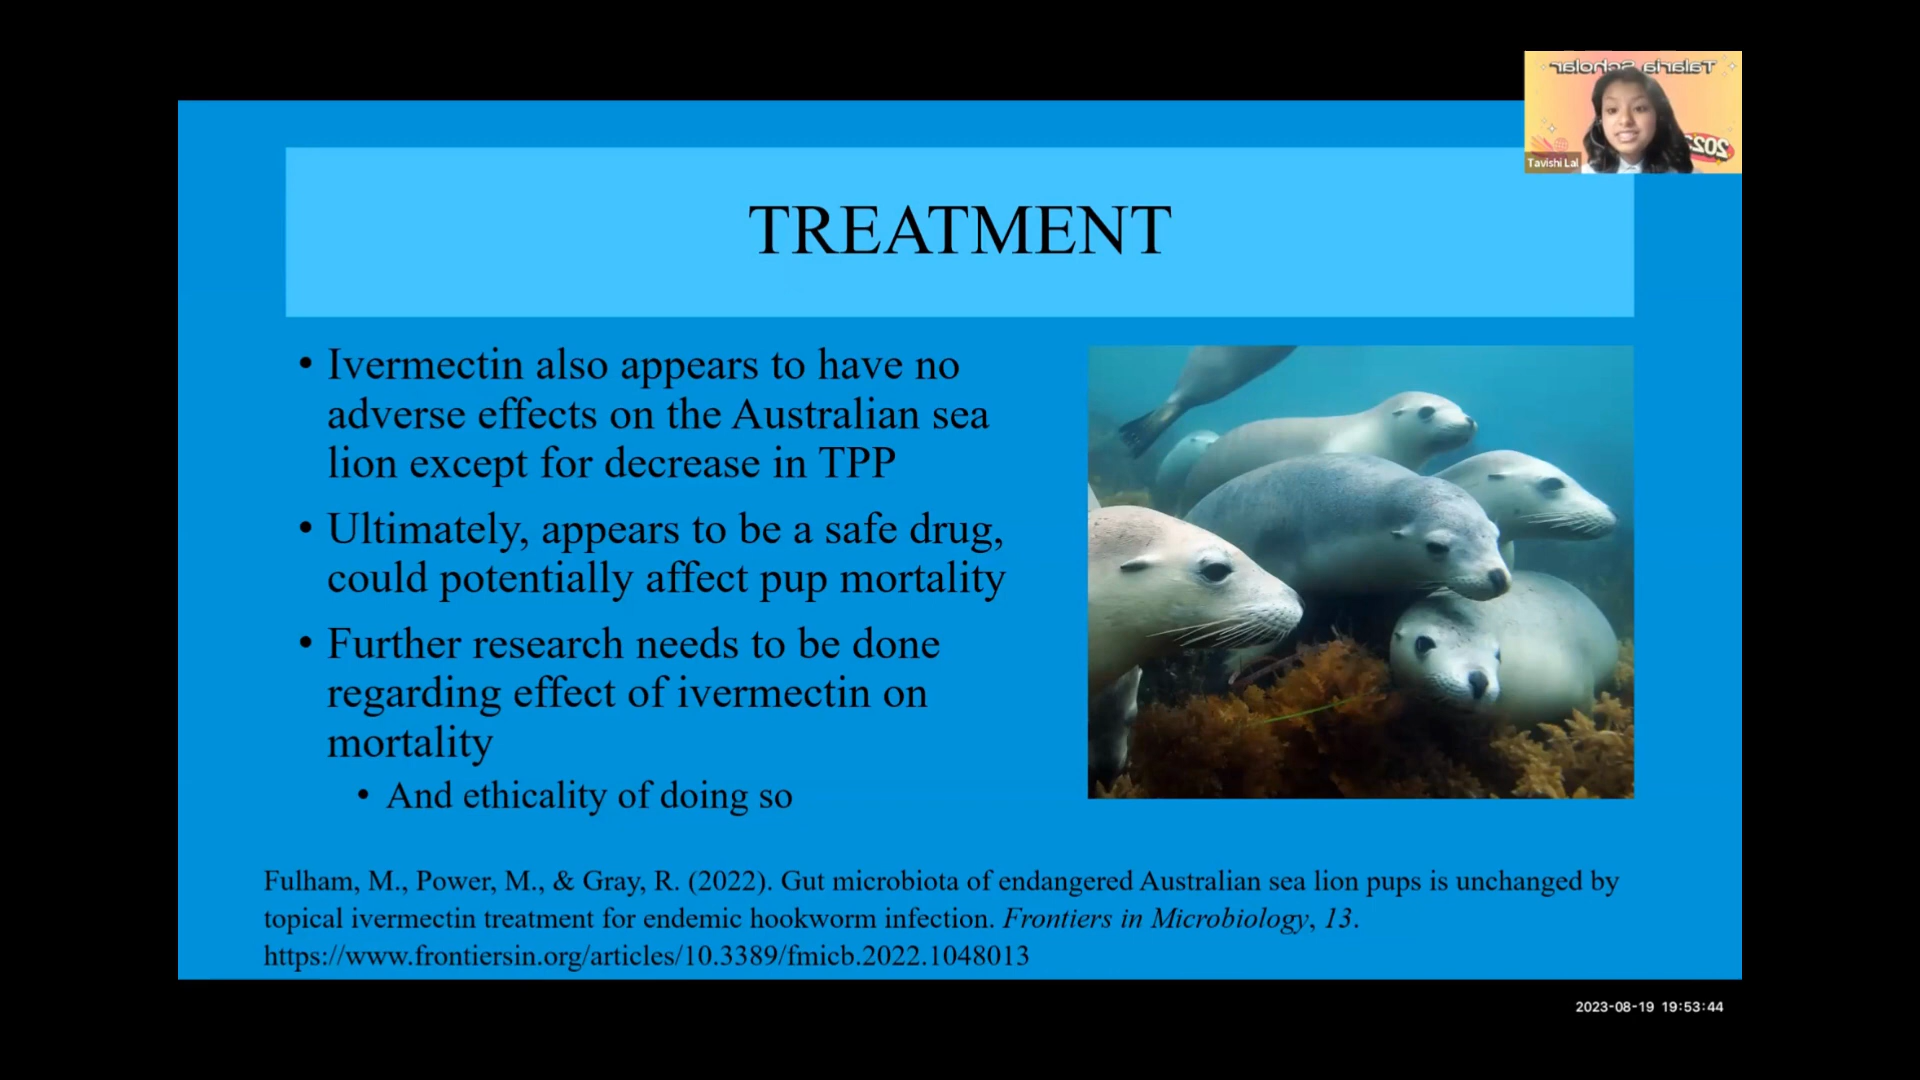 Talaria Scholar
2023
Tavishi Lal
TREATMENT
• Ivermectin also appears to have no
adverse effects on the Australian sea
lion except for decrease in TPP
• Ultimately, appears to be a safe drug,
could potentially affect pup mortality
• Further research needs to be done
regarding effect of ivermectin on
mortality
• And ethicality of doing so
Fulham, M., Power, M., & Gray, R. (2022). Gut microbiota of endangered Australian sea lion pups is unchanged by
topical ivermectin treatment for endemic hookworm infection. Frontiers in Microbiology, 13.
https://www.frontiersin.org/articles/10.3389/fmicb.2022.1048013
2023-08-19 19:53:44